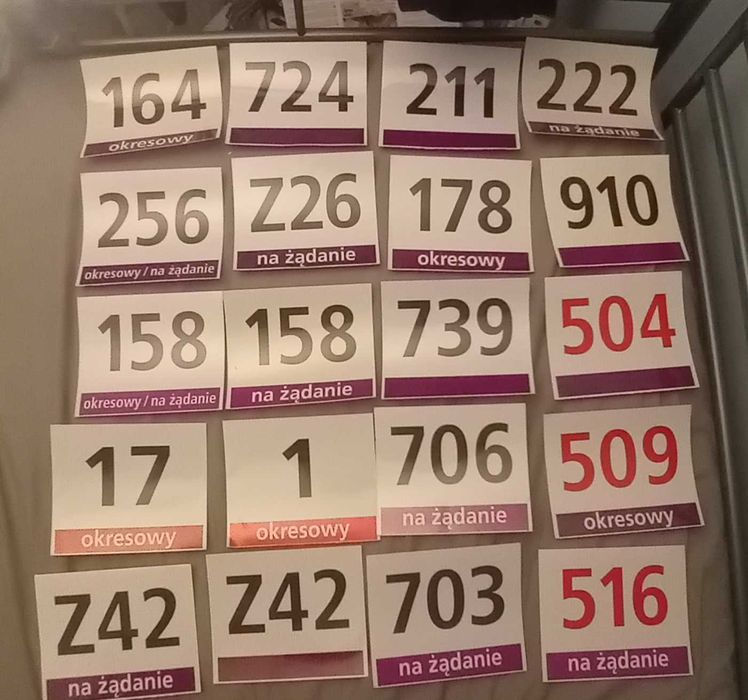 164
okresowy
724
211
222
na żądanie
256
okresowy / na żądanie
Z26
na żądanie
178
okresowy
910
158
okresowy / na żądanie
158
na żądanie
739
504
17
okresowy
1
okresowy
706
na żądanie
509
okresowy
Z42
na żądanie
Z42
703
na żądanie
516
na żądanie